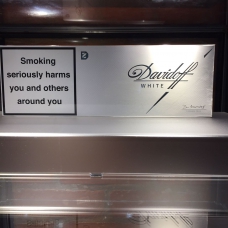 Smoking
seriously harms
you and others
around you
Davidoff
WHITE